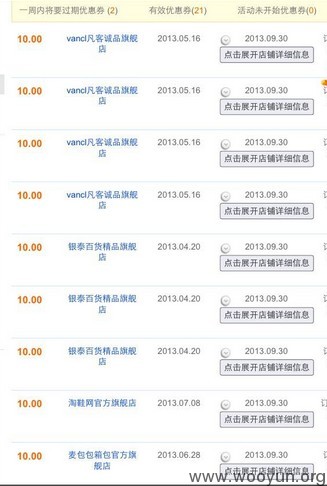 一周内将要过期优惠券 (2) 有效优惠券(21) 活动未开始优惠券(0)
10.00 vancl凡客诚品旗舰 2013.05.16 2013.09.30
店 点击展开店铺详细信息
10.00 vancl凡客诚品旗舰 2013.05.16 2013.09.30
店 点击展开店铺详细信息
10.00 vancl凡客诚品旗舰 2013.05.16 2013.09.30
店 点击展开店铺详细信息
10.00 vancl凡客诚品旗舰 2013.05.16 2013.09.30
店 点击展开店铺详细信息
10.00 银泰百货精品旗舰 2013.04.20 2013.09.30
店 点击展开店铺详细信息
10.00 银泰百货精品旗舰 2013.04.20 2013.09.30
店 点击展开店铺详细信息
10.00 银泰百货精品旗舰 2013.04.20 2013.09.30
店 点击展开店铺详细信息
10.00 淘鞋网官方旗舰店 2013.07.08 2013.09.30
点击展开店铺详细信息
10.00 麦包包箱包官方旗 2013.06.28 2013.09.30
舰店 点击展开店铺详细信息
www.wooyun.org